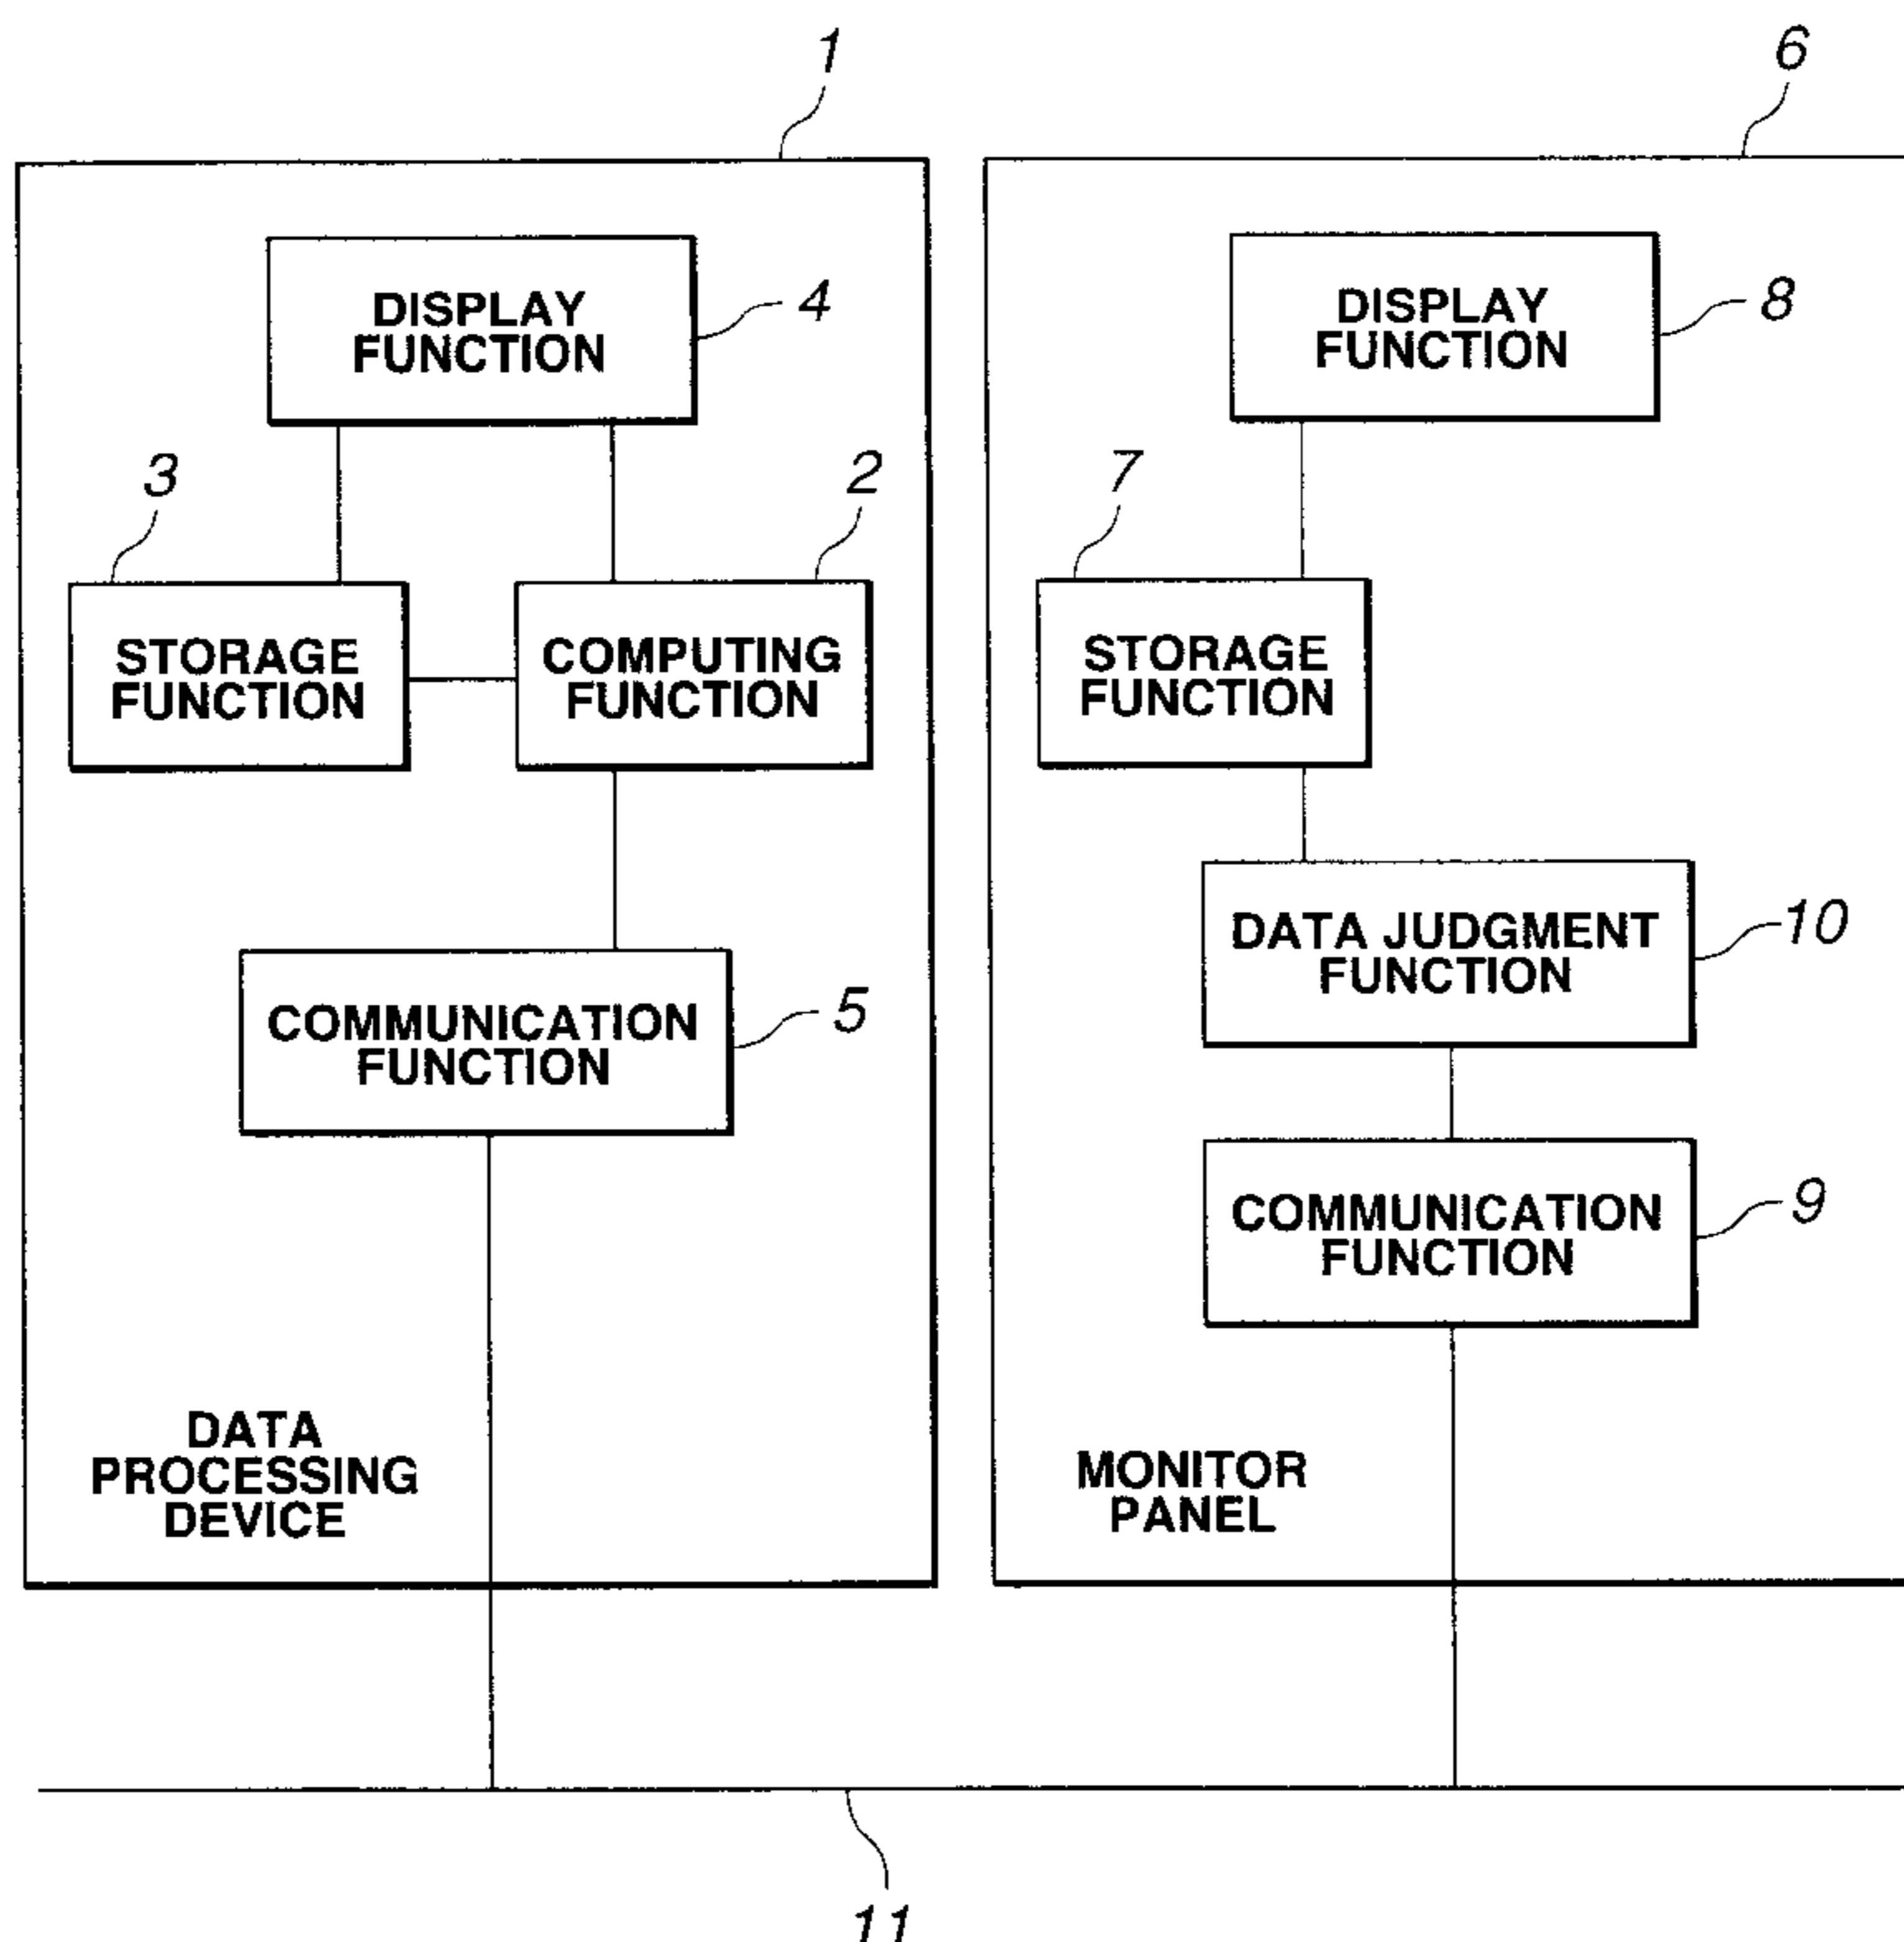 1
6
DISPLAY
FUNCTION
4
DISPLAY
FUNCTION
8
3
2
7
STORAGE
FUNCTION
COMPUTING
FUNCTION
STORAGE
FUNCTION
DATA JUDGMENT
FUNCTION
10
COMMUNICATION
FUNCTION
5
COMMUNICATION
FUNCTION
9
DATA
PROCESSING
DEVICE
MONITOR
PANEL
11